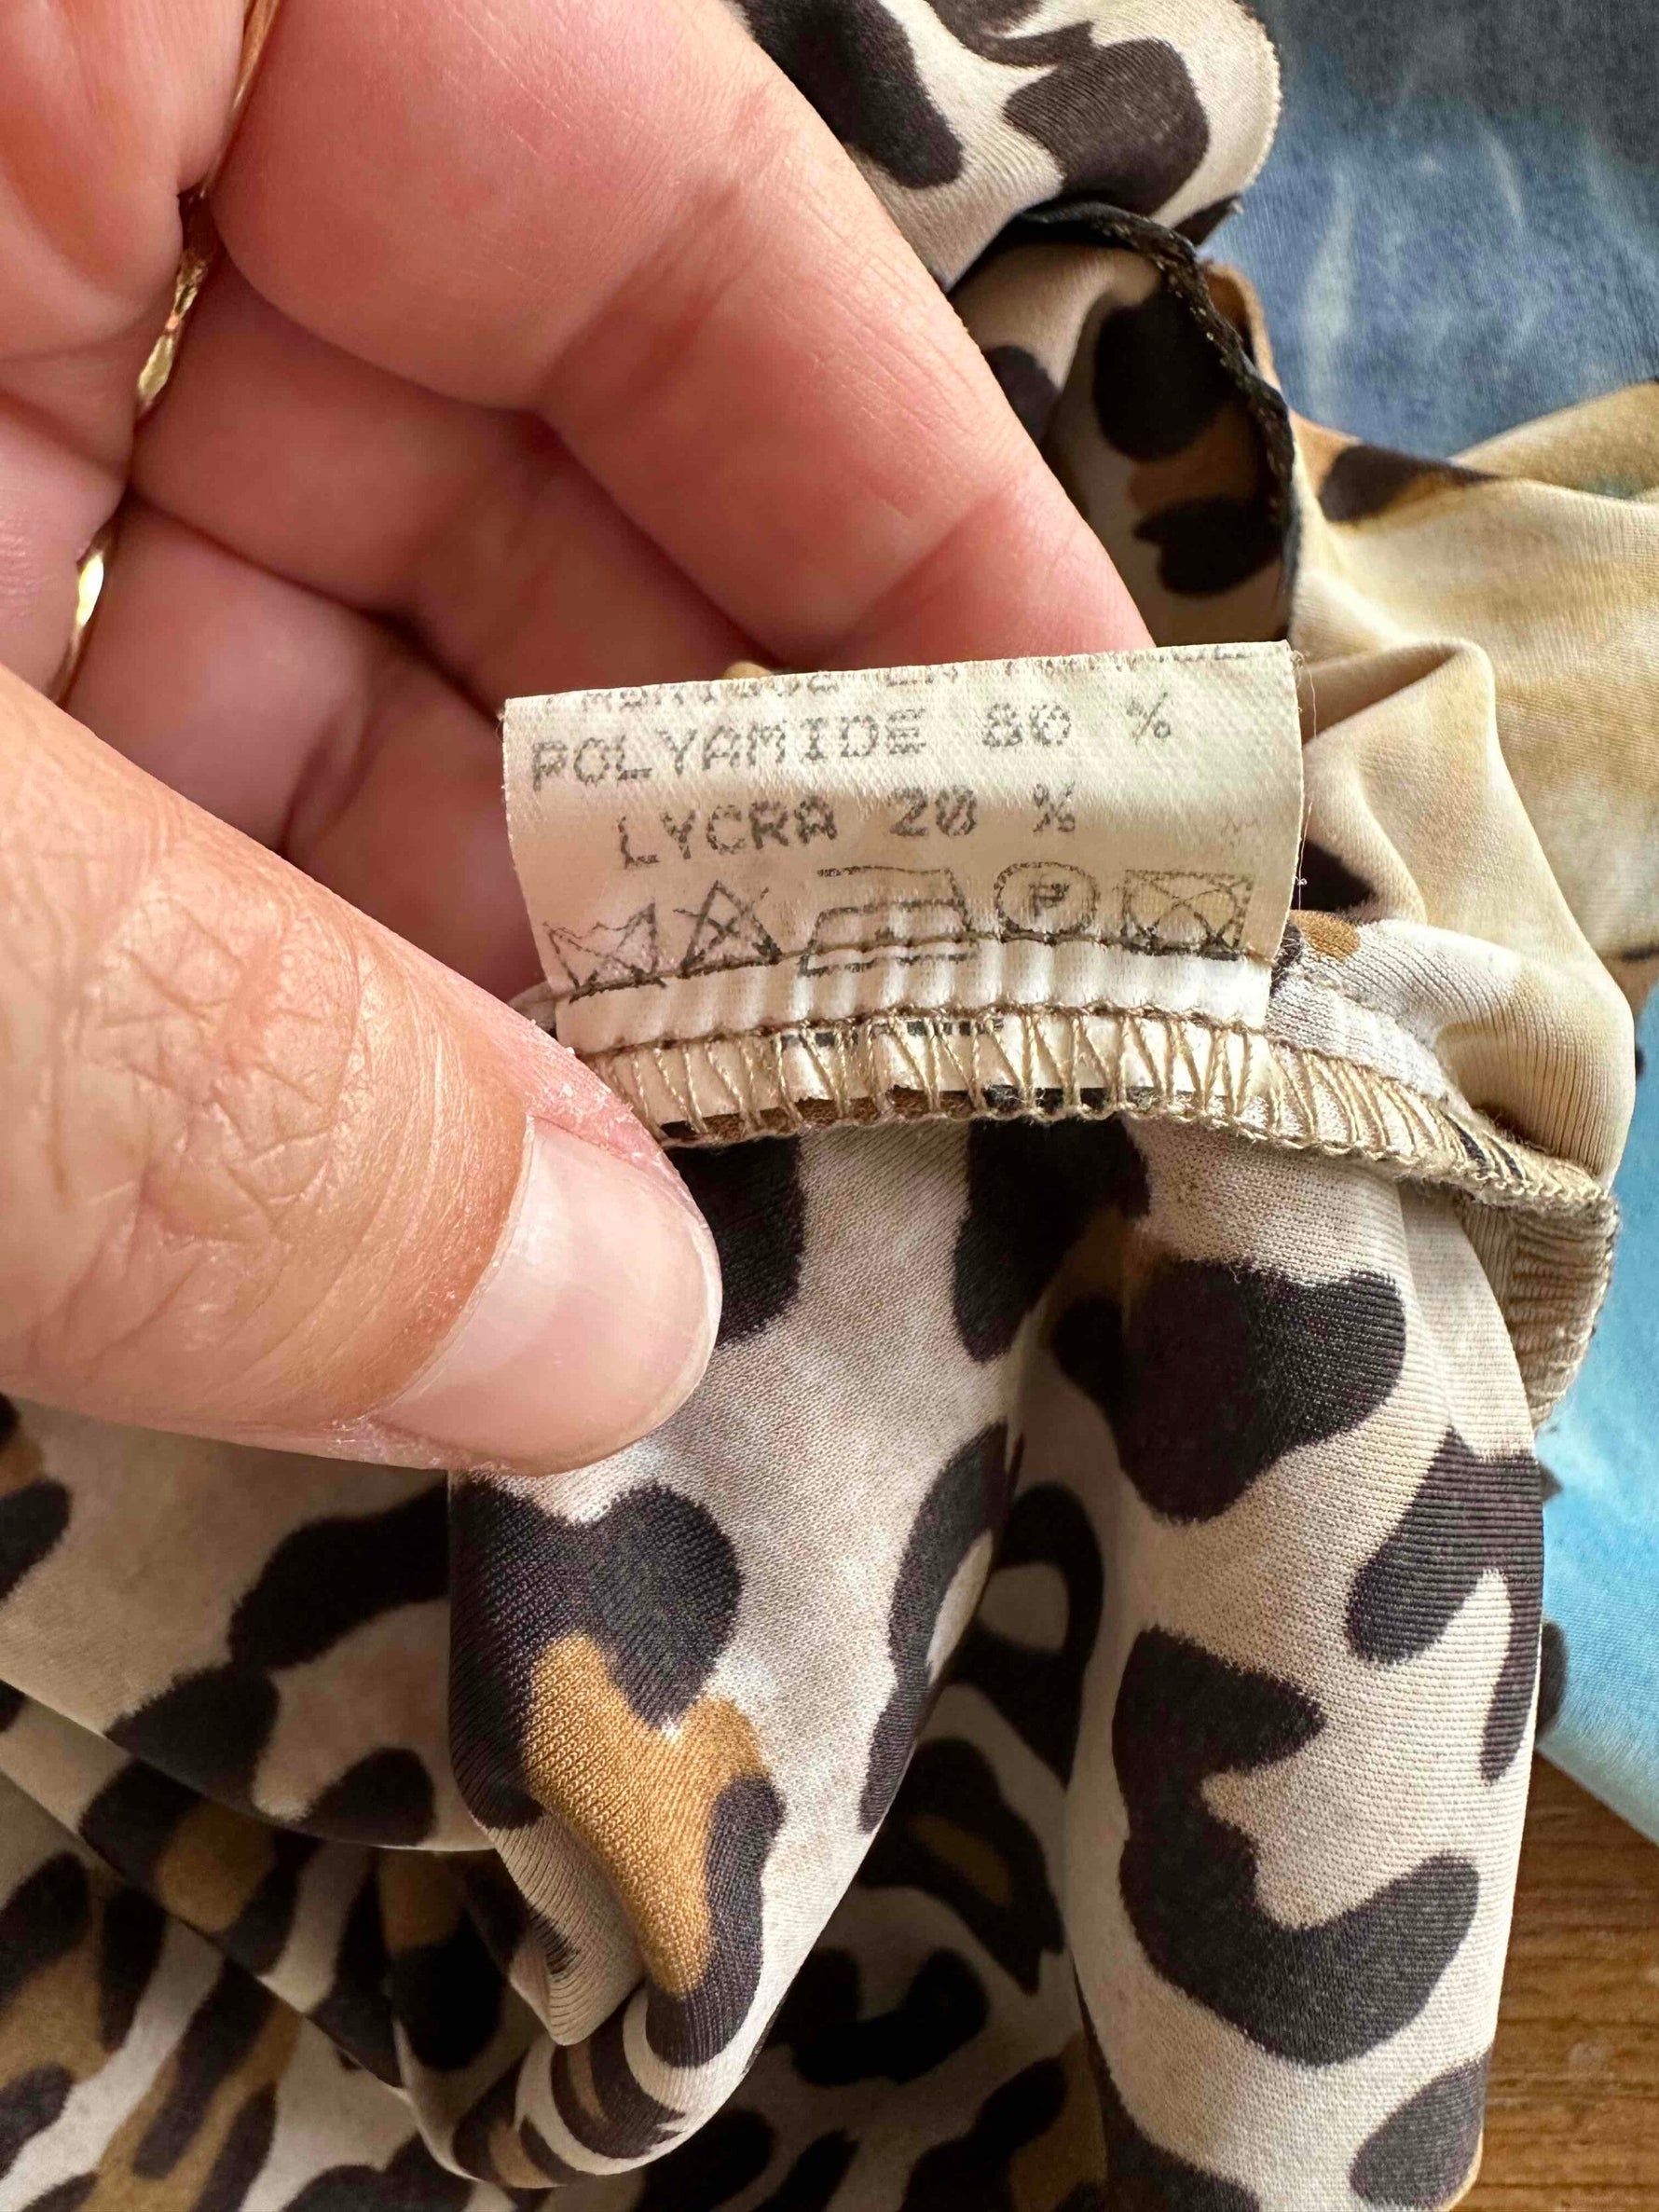 POLYAMIDE 80 %
LYCRA 20 %
P